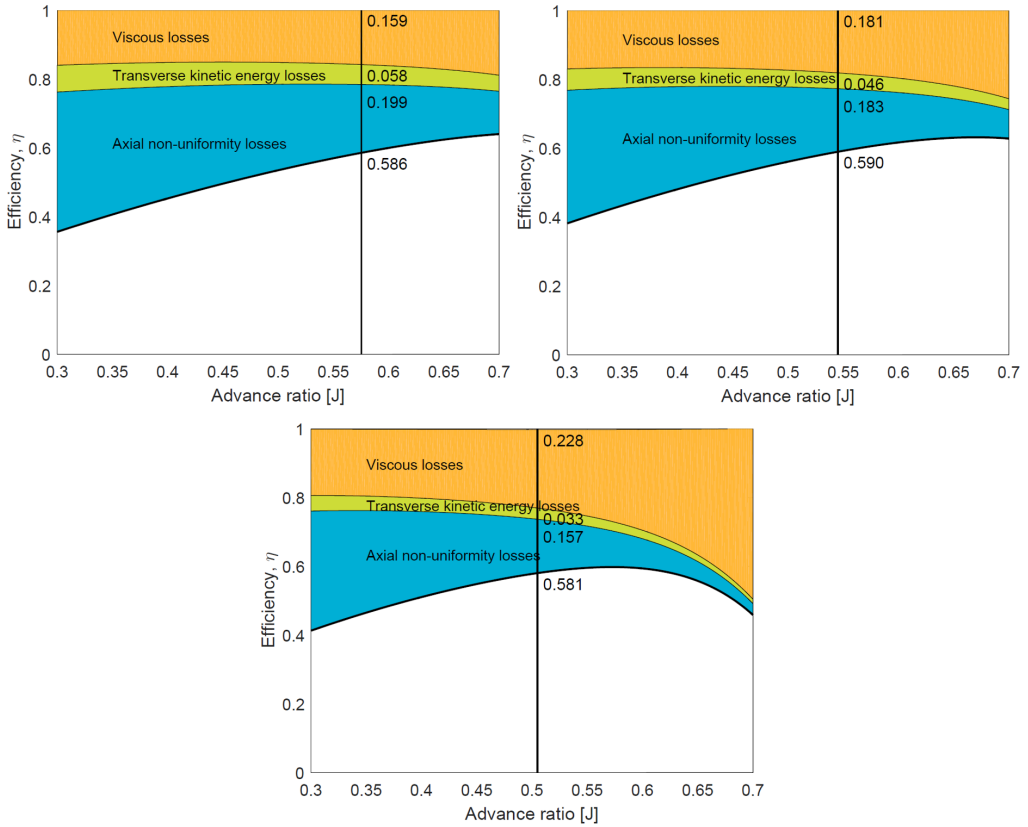 1
0.8
0.6
0.4
0.2
0
Efficiency, η
Viscous losses
0.159
Transverse kinetic energy losses
0.058
0.199
Axial non-uniformity losses
0.586
0.3 0.35 0.4 0.45 0.5 0.55 0.6 0.65 0.7
Advance ratio [J]
1
0.8
0.6
0.4
0.2
0
Efficiency, η
0.181
Viscous losses
Transverse kinetic energy losses
0.046
0.183
Axial non-uniformity losses
0.590
0.3 0.35 0.4 0.45 0.5 0.55 0.6 0.65 0.7
Advance ratio [J]
1
0.8
0.6
0.4
0.2
0
Efficiency, η
0.228
Viscous losses
Transverse kinetic energy losses
0.033
0.157
Axial non-uniformity losses
0.581
0.3 0.35 0.4 0.45 0.5 0.55 0.6 0.65 0.7
Advance ratio [J]